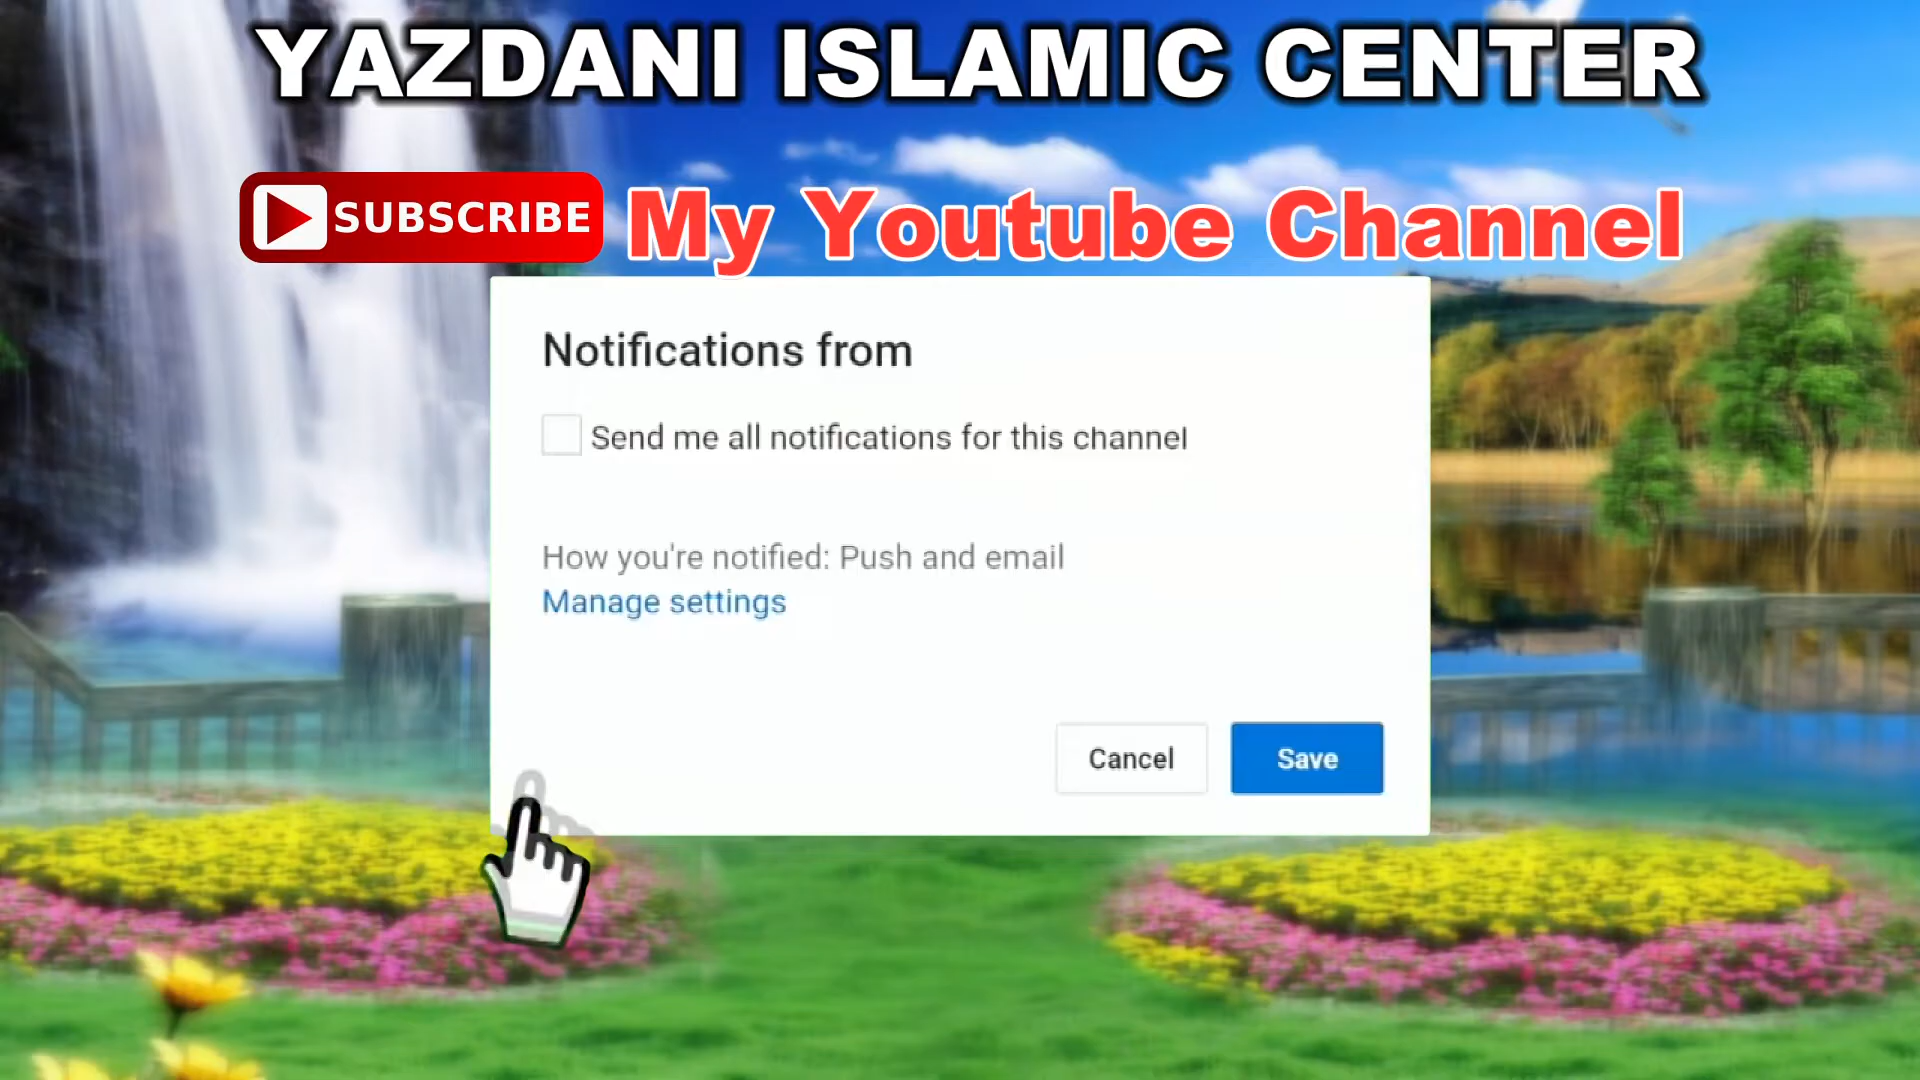 YAZDANI ISLAMIC CENTER
SUBSCRIBE My Youtube Channel
Notifications from
Send me all notifications for this channel
How you're notified: Push and email
Manage settings
Cancel Save